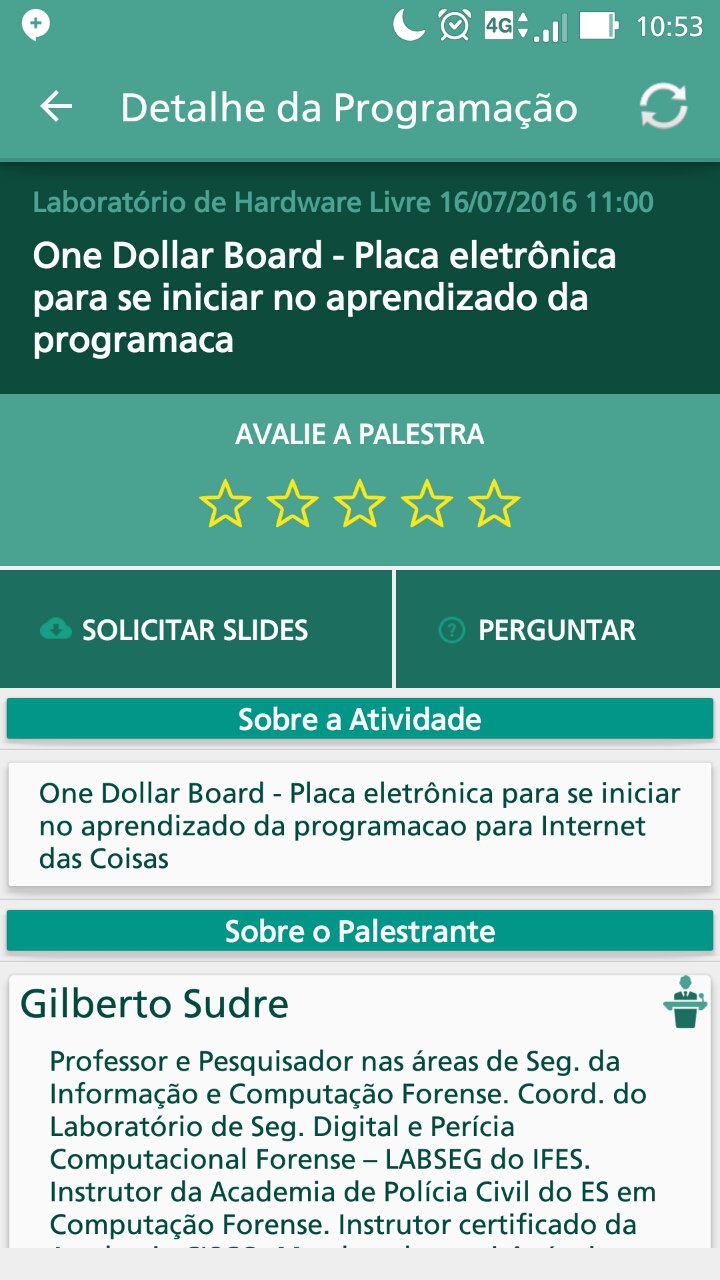 4G 10:53
Detalhe da Programação
Laboratório de Hardware Livre 16/07/2016 11:00
One Dollar Board - Placa eletrônica
para se iniciar no aprendizado da
programaca
AVALIE A PALESTRA
SOLICITAR SLIDES
PERGUNTAR
Sobre a Atividade
One Dollar Board - Placa eletrônica para se iniciar
no aprendizado da programacao para Internet
das Coisas
Sobre o Palestrante
Gilberto Sudre
Professor e Pesquisador nas áreas de Seg. da
Informação e Computação Forense. Coord. do
Laboratório de Seg. Digital e Perícia
Computacional Forense – LABSEG do IFES.
Instrutor da Academia de Polícia Civil do ES em
Computação Forense. Instrutor certificado da